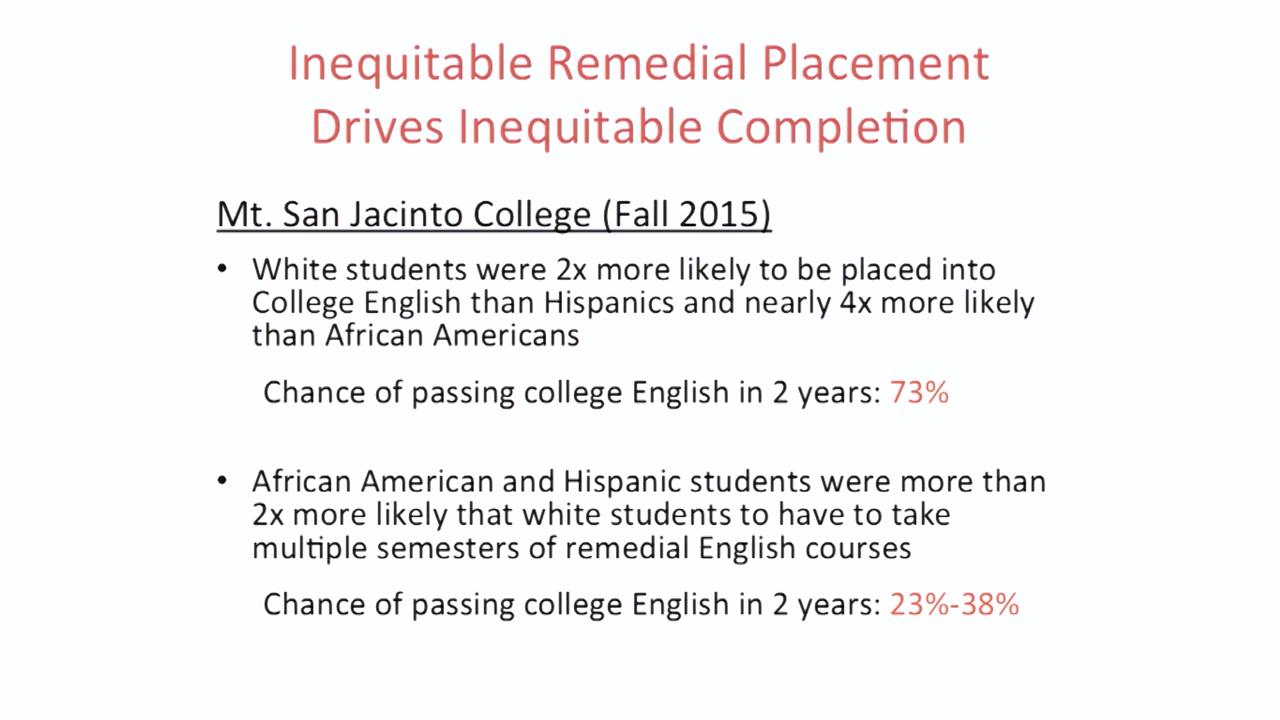 Inequitable Remedial Placement
Drives Inequitable Completion
Mt. San Jacinto College (Fall 2015)
• White students were 2x more likely to be placed into
College English than Hispanics and nearly 4x more likely
than African Americans
Chance of passing college English in 2 years: 73%
• African American and Hispanic students were more than
2x more likely that white students to have to take
multiple semesters of remedial English courses
Chance of passing college English in 2 years: 23%-38%